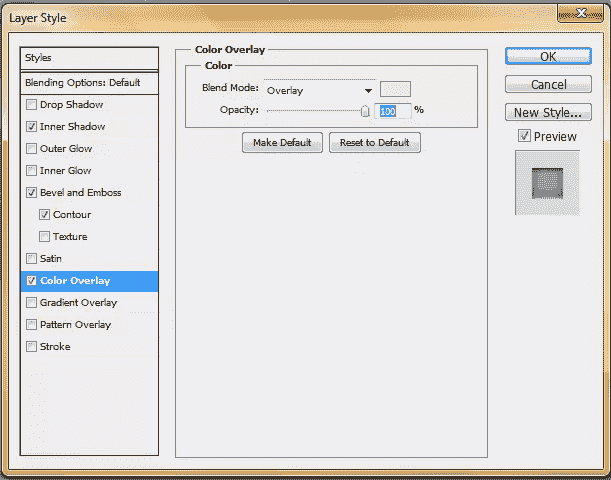 Layer Style
Styles
Blending Options: Default
Drop Shadow
Inner Shadow
Outer Glow
Inner Glow
Bevel and Emboss
Contour
Texture
Satin
Color Overlay
Gradient Overlay
Pattern Overlay
Stroke
Color Overlay
Color
Blend Mode: Overlay
Opacity: 100 %
Make Default Reset to Default
OK
Cancel
New Style...
Preview